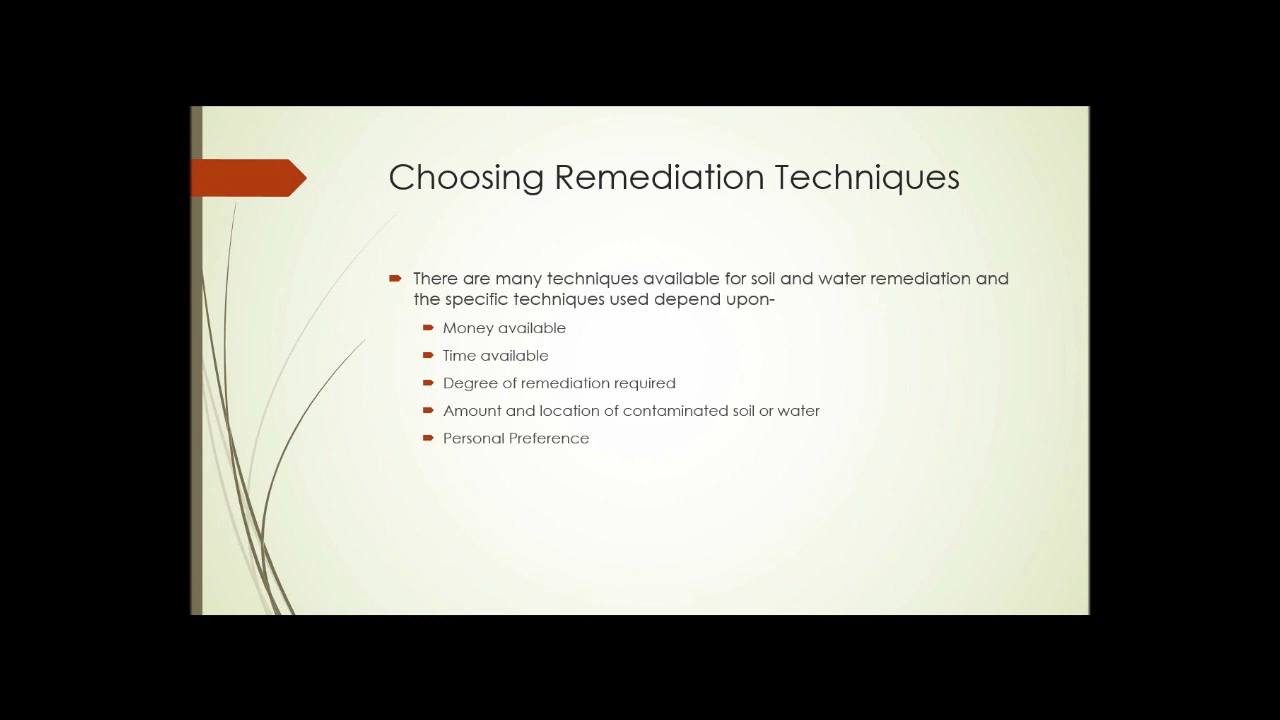 Choosing Remediation Techniques
There are many techniques available for soil and water remediation and
the specific techniques used depend upon-
Money available
Time available
Degree of remediation required
Amount and location of contaminated soil or water
Personal Preference